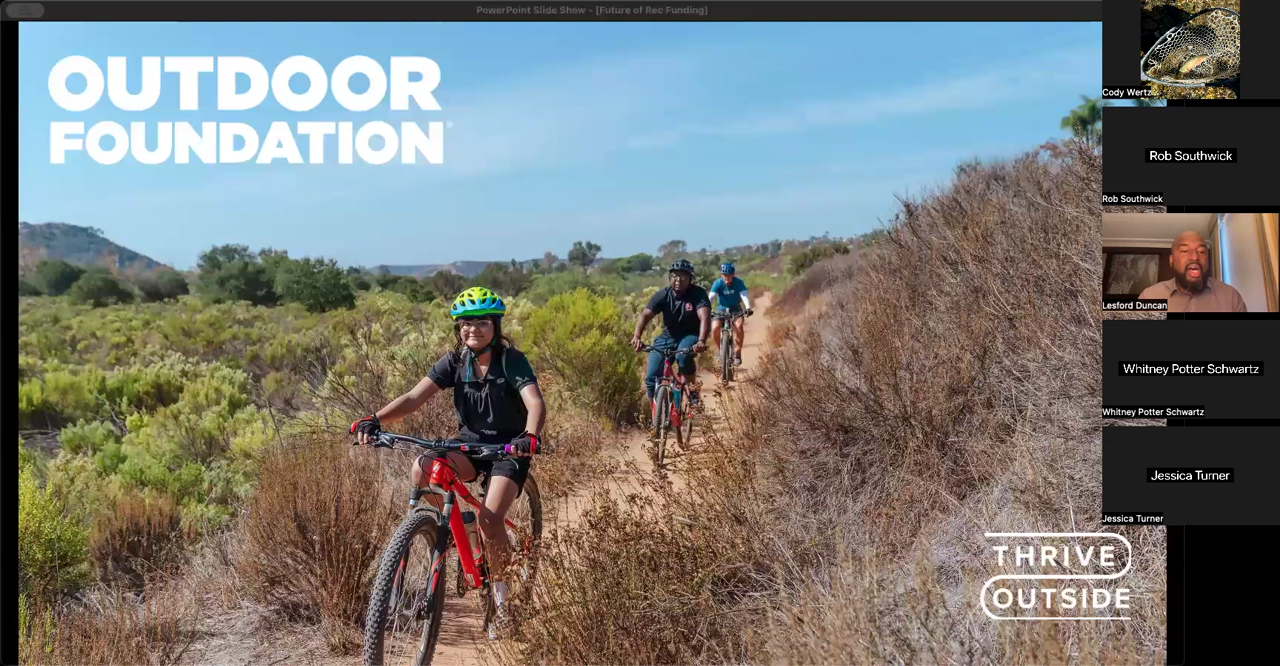 PowerPoint Slide Show - [Future of Rec Funding]
OUTDOOR
FOUNDATION
THRIVE
OUTSIDE
Cody Wertz
Rob Southwick
Rob Southwick
Lesford Duncan
Whitney Potter Schwartz
Whitney Potter Schwartz
Jessica Turner
Jessica Turner